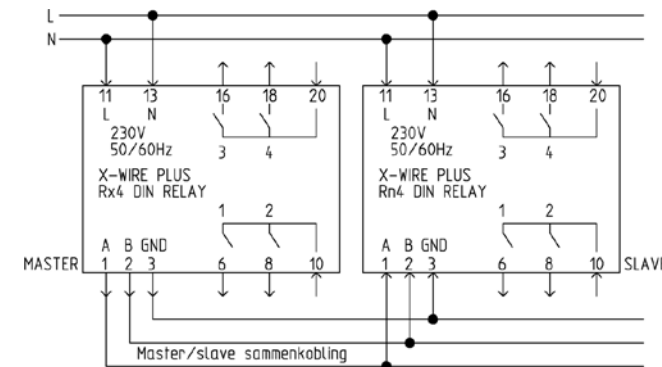 L
N
11 13 16 18 20 11 13 16 18 20
L N L N
230V 230V
50/60Hz 3 4 50/60Hz 3 4
X-WIRE PLUS X-WIRE PLUS
Rx4 DIN RELAY Rn4 DIN RELAY
1 2 1 2
A B GND A B GND
MASTER 1 2 3 6 8 10 1 2 3 6 8 10 SLAV
Master/slave sammenkobling